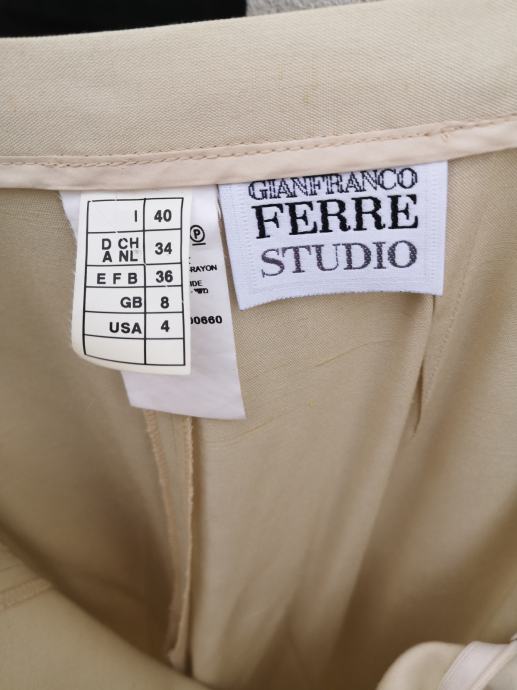 I 40
D CH
A NL 34
E F B 36
GB 8
USA 4
P
RAYON
00660
GIANFRANCO
FERRE
STUDIO